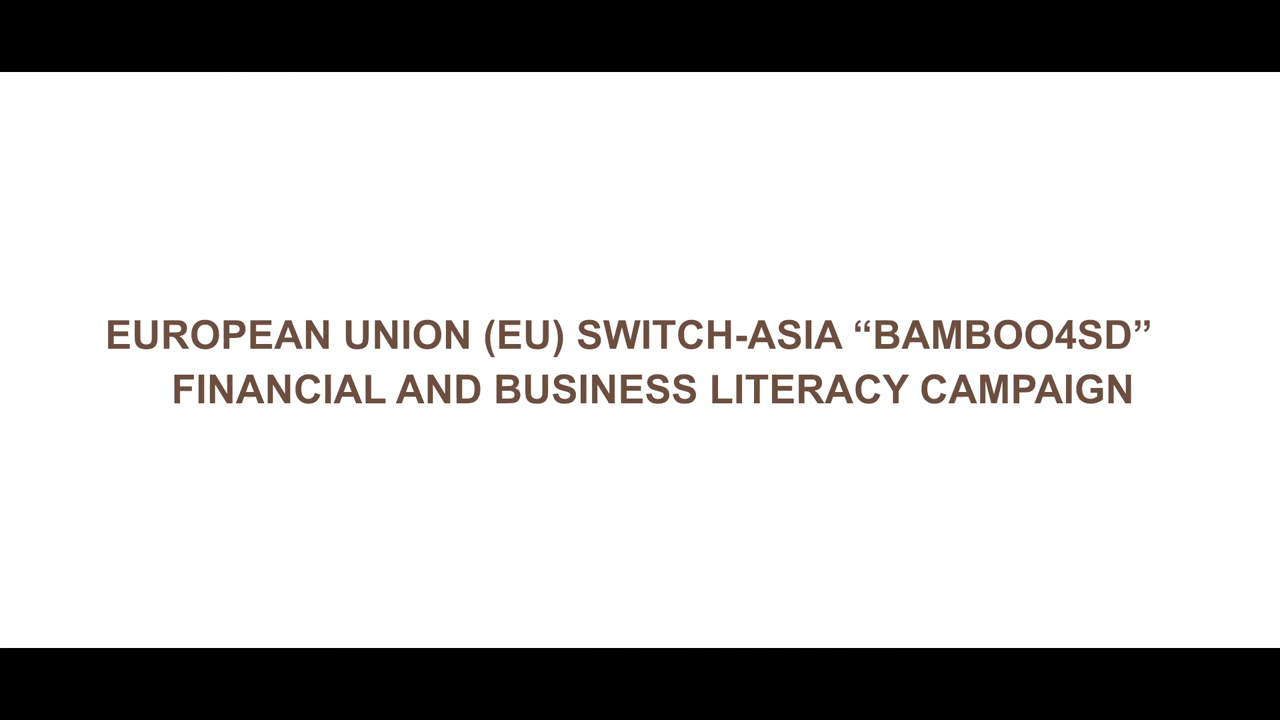 EUROPEAN UNION (EU) SWITCH-ASIA “BAMBOO4SD”
FINANCIAL AND BUSINESS LITERACY CAMPAIGN